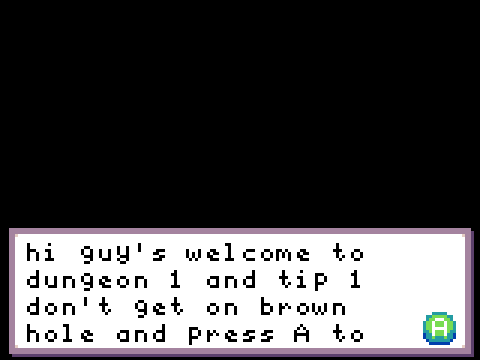 hi guy's welcome to
dungeon 1 and tip 1
don't get on brown
hole and press A to
A